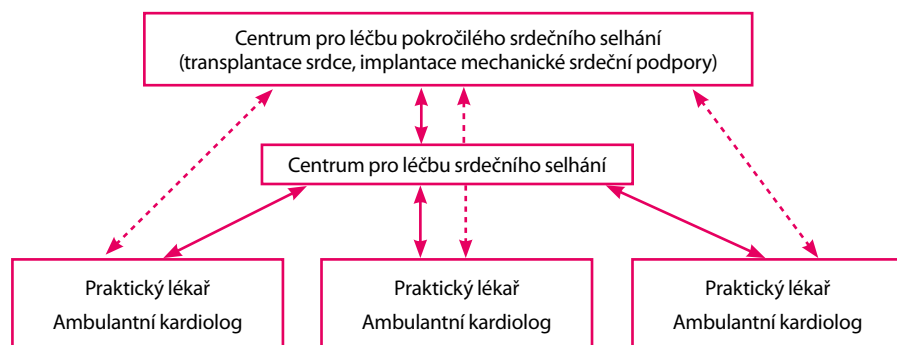 Centrum pro léčbu pokročilého srdečního selhání
(transplantace srdce, implantace mechanické srdeční podpory)
Centrum pro léčbu srdečního selhání
Praktický lékař
Ambulantní kardiolog
Praktický lékař
Ambulantní kardiolog
Praktický lékař
Ambulantní kardiolog